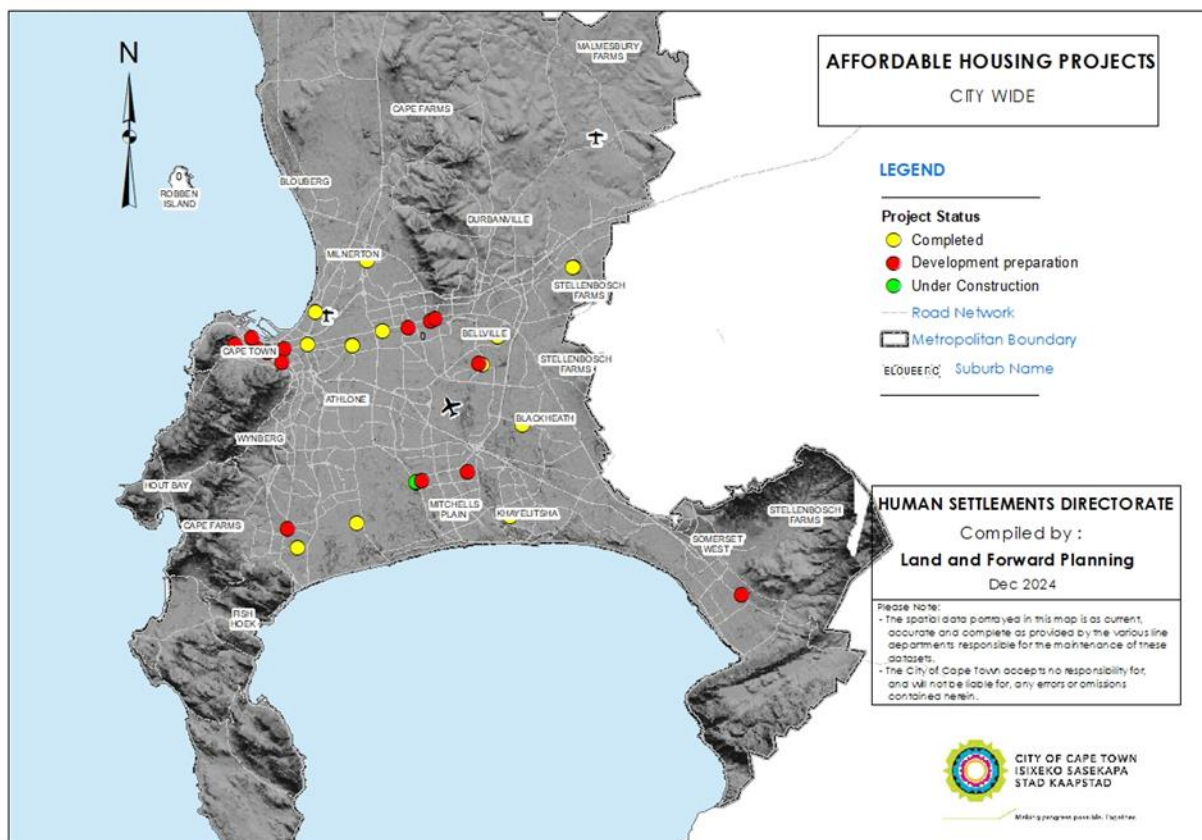 AFFORDABLE HOUSING PROJECTS
CITY WIDE
LEGEND
Project Status
Completed
Development preparation
Under Construction
Road Network
Metropolitan Boundary
Suburb Name
HUMAN SETTLEMENTS DIRECTORATE
Compiled by :
Land and Forward Planning
Dec 2024
Please Note:
- The spatial data portrayed in this map is as current,
accurate and complete as provided by the various line
departments responsible for the maintenance of these
datasets.
- The City of Cape Town accepts no responsibility for,
and will not be liable for, any errors or omissions
contained herein.
CITY OF CAPE TOWN
ISIXEKO SASEKAPA
STAD KAAPSTAD
Making progress possible. Together.
N
MALMESBURY
FARMS
CAPE FARMS
ROBBEN
ISLAND
BLOUBERG
DURBANVILLE
MILNERTON
STELLENBOSCH
FARMS
BELLVILLE
CAPE TOWN
STELLENBOSCH
FARMS
ATHLONE
BLACKHEATH
WYNBERG
HOUT BAY
MITCHELLS
PLAIN
KHAYELITSHA
CAPE FARMS
STELLENBOSCH
FARMS
SOMERSET
WEST
FISH
HOEK